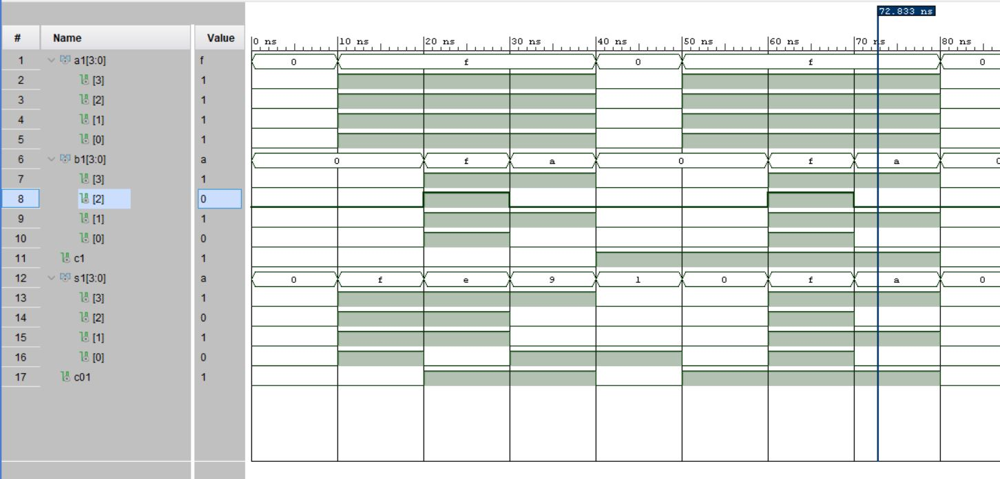 72.833 ns
# Name Value 0 ns 10 ns 20 ns 30 ns 40 ns 50 ns 60 ns 70 ns 80 ns
1 a1[3:0] f 0 f 0 f 0
2 [3] 1
3 [2] 1
4 [1] 1
5 [0] 1
6 b1[3:0] a 0 f a 0 f a 0
7 [3] 1
8 [2] 0
9 [1] 1
10 [0] 0
11 c1 1
12 s1[3:0] a 0 f e 9 1 0 f a 0
13 [3] 1
14 [2] 0
15 [1] 1
16 [0] 0
17 c01 1